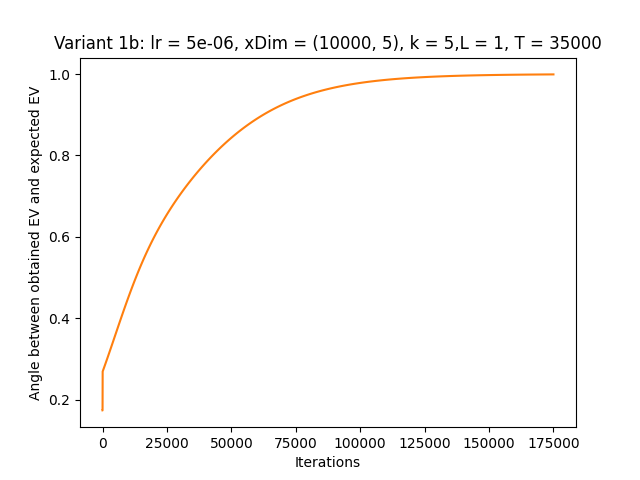 Variant 1b: lr = 5e-06, xDim = (10000, 5), k = 5,L = 1, T = 35000
Angle between obtained EV and expected EV
1.0
0.8
0.6
0.4
0.2
0 25000 50000 75000 100000 125000 150000 175000
Iterations